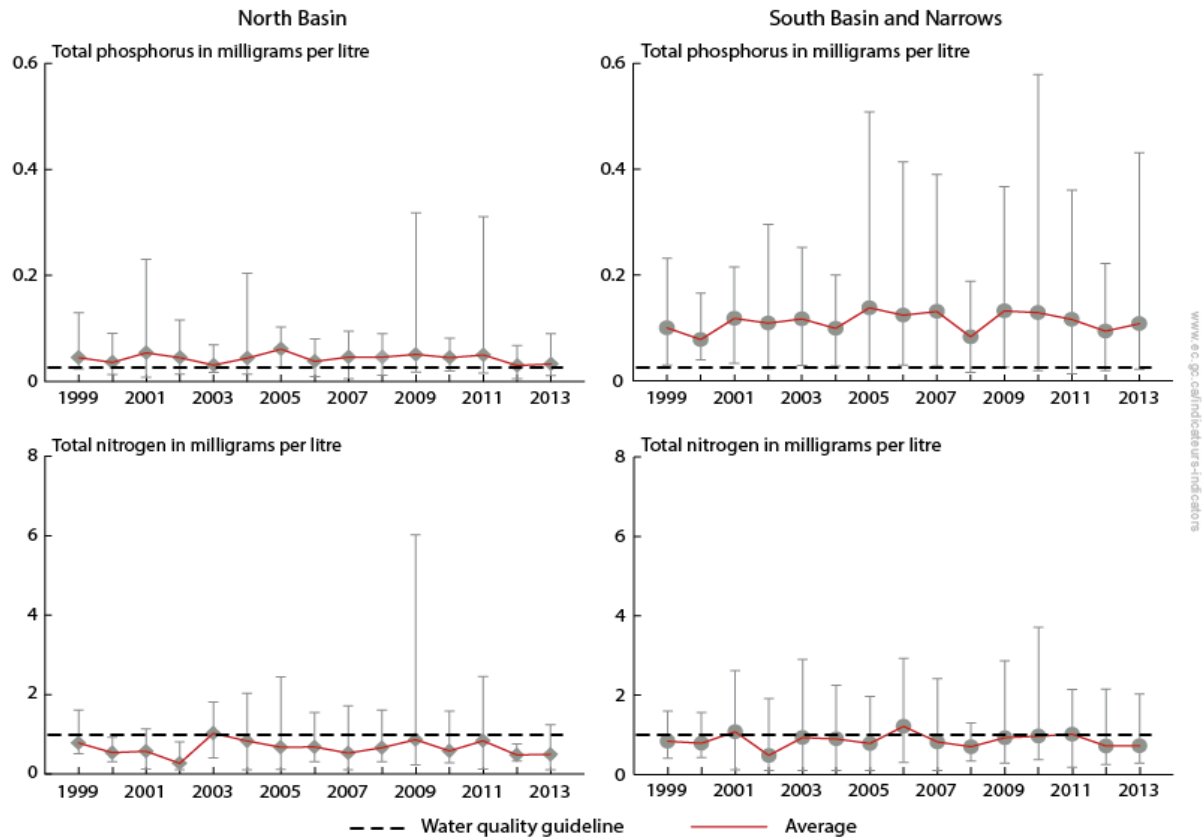 North Basin
South Basin and Narrows
Total phosphorus in milligrams per litre
0.6
0.4
0.2
0
1999 2001 2003 2005 2007 2009 2011 2013
Total phosphorus in milligrams per litre
0.6
0.4
0.2
0
1999 2001 2003 2005 2007 2009 2011 2013
Total nitrogen in milligrams per litre
8
6
4
2
0
1999 2001 2003 2005 2007 2009 2011 2013
Total nitrogen in milligrams per litre
8
6
4
2
0
1999 2001 2003 2005 2007 2009 2011 2013
www.ec.gc.ca/indicateurs-indicators
Water quality guideline
Average